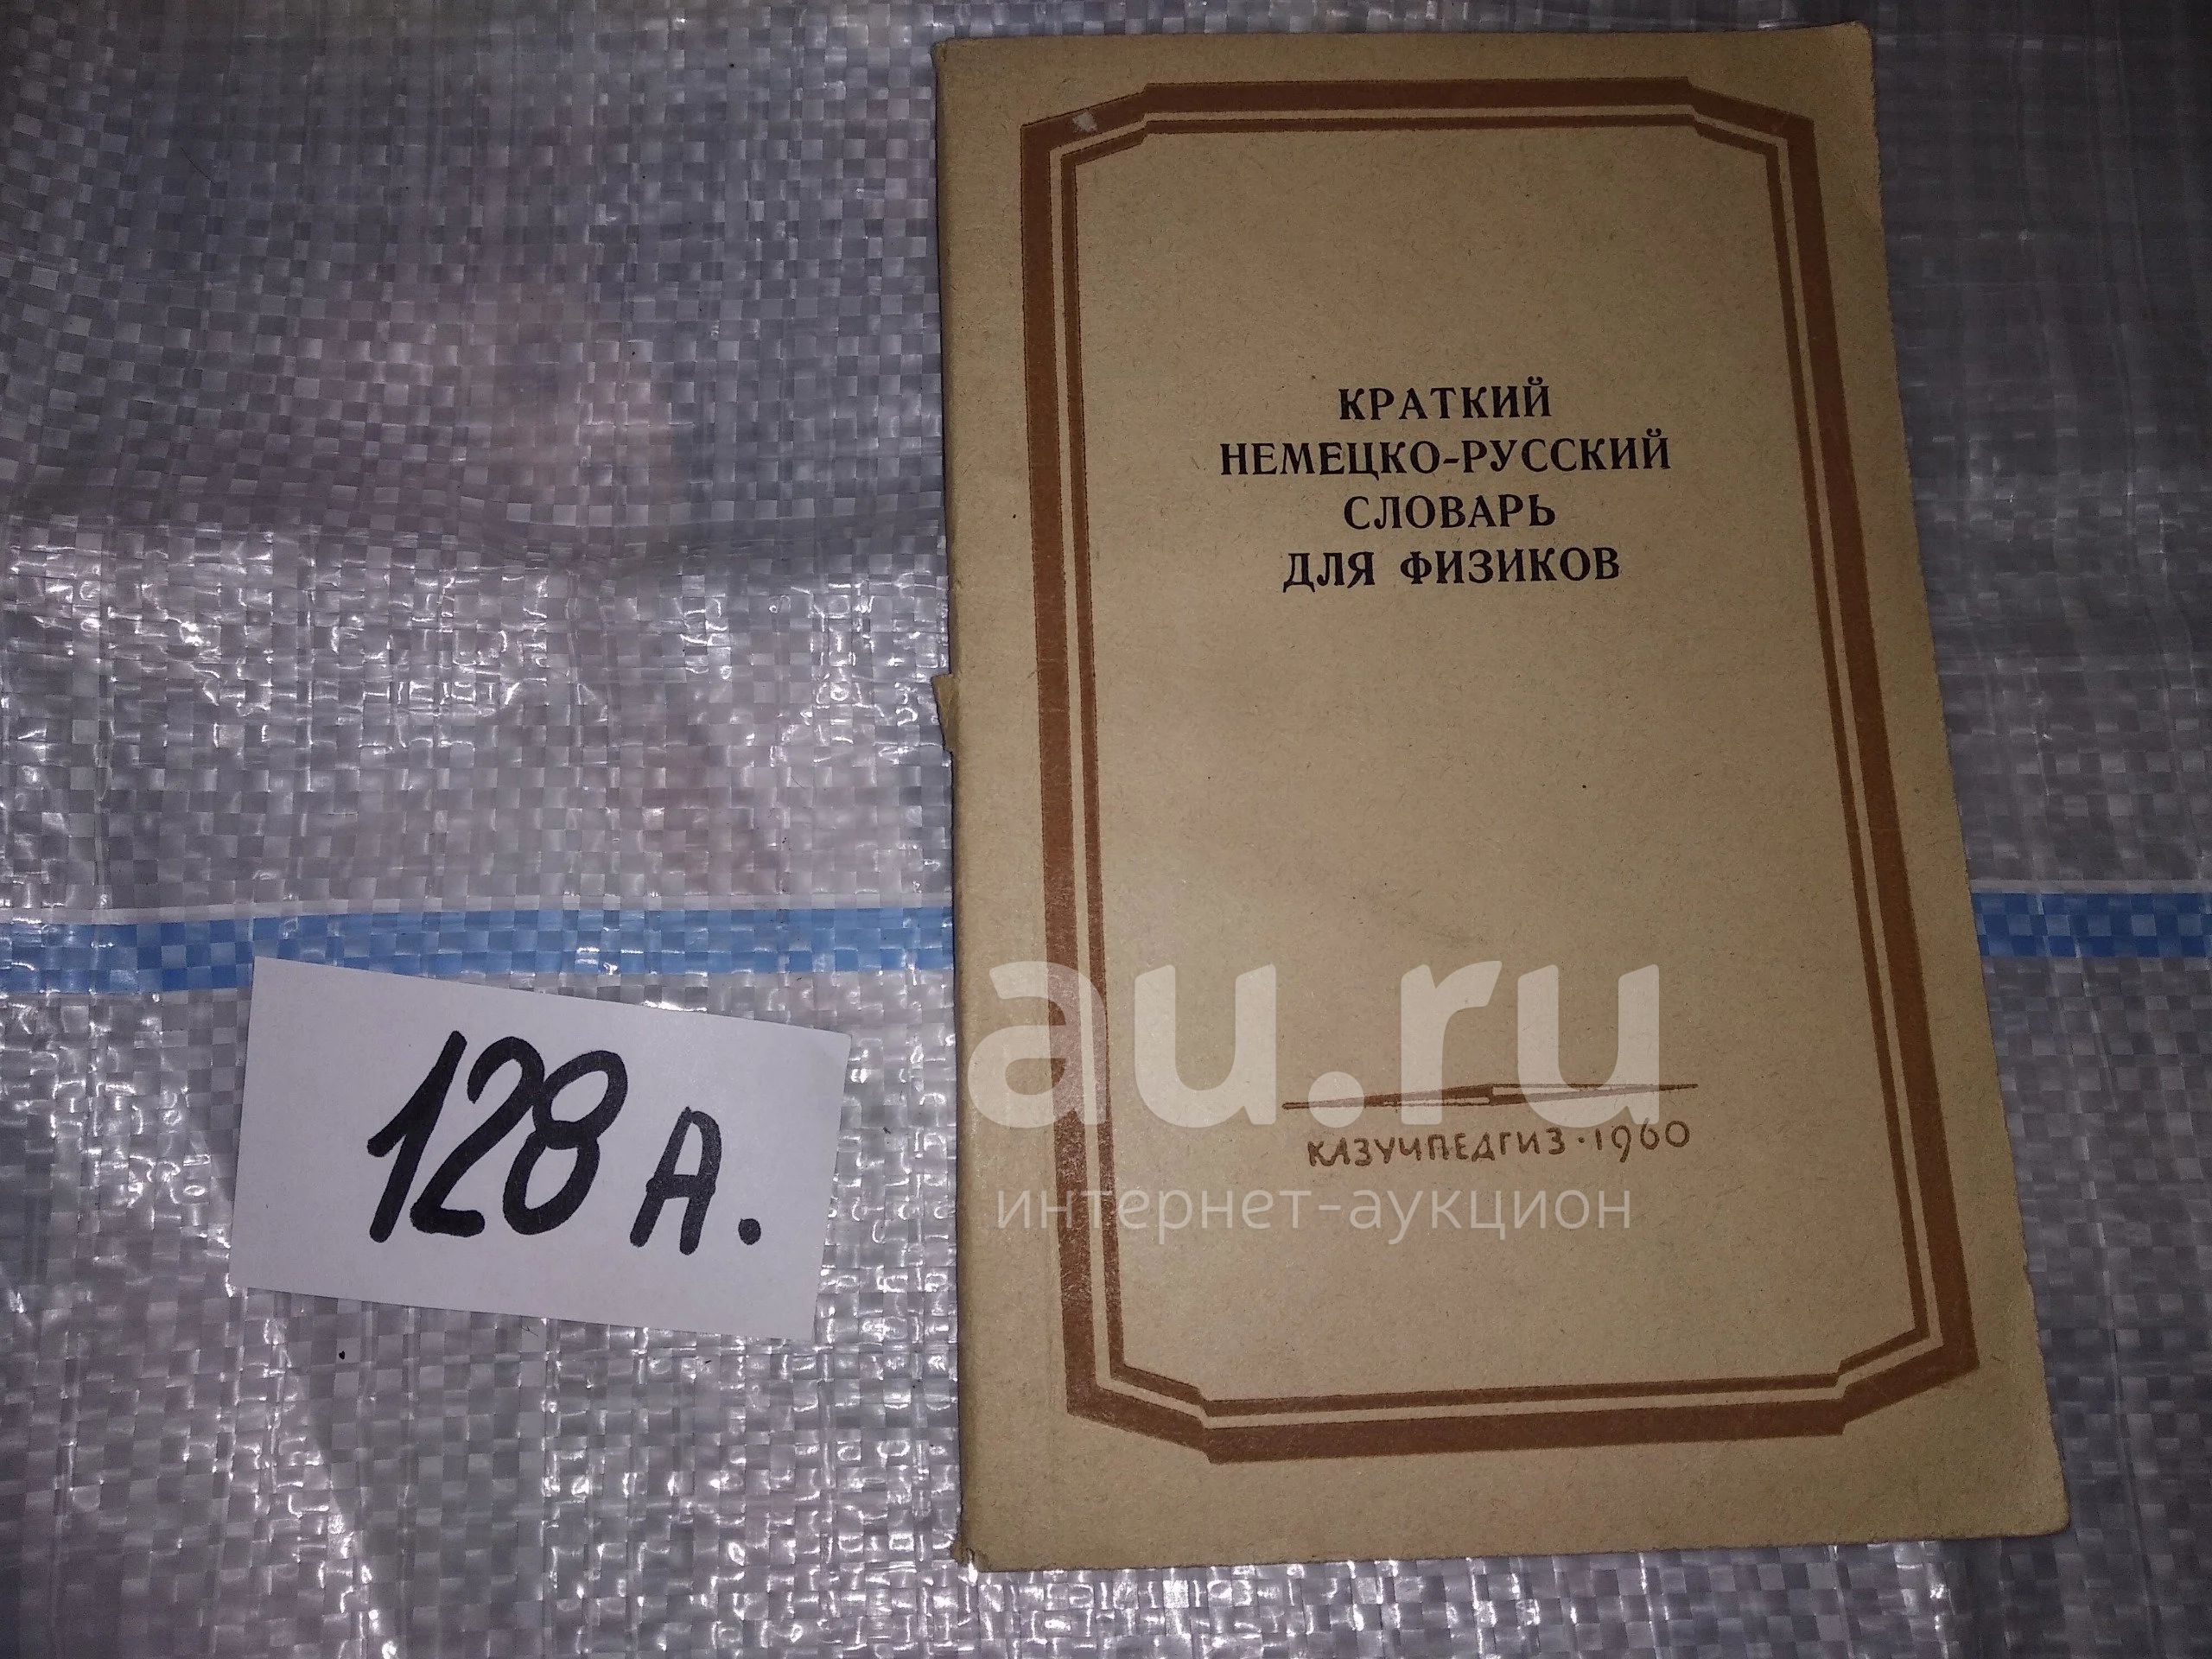 КРАТКИЙ
НЕМЕЦКО-РУССКИЙ
СЛОВАРЬ
ДЛЯ ФИЗИКОВ
au.ru
КАЗУЧПЕДГИЗ·1960
интернет-аукцион
128 А.